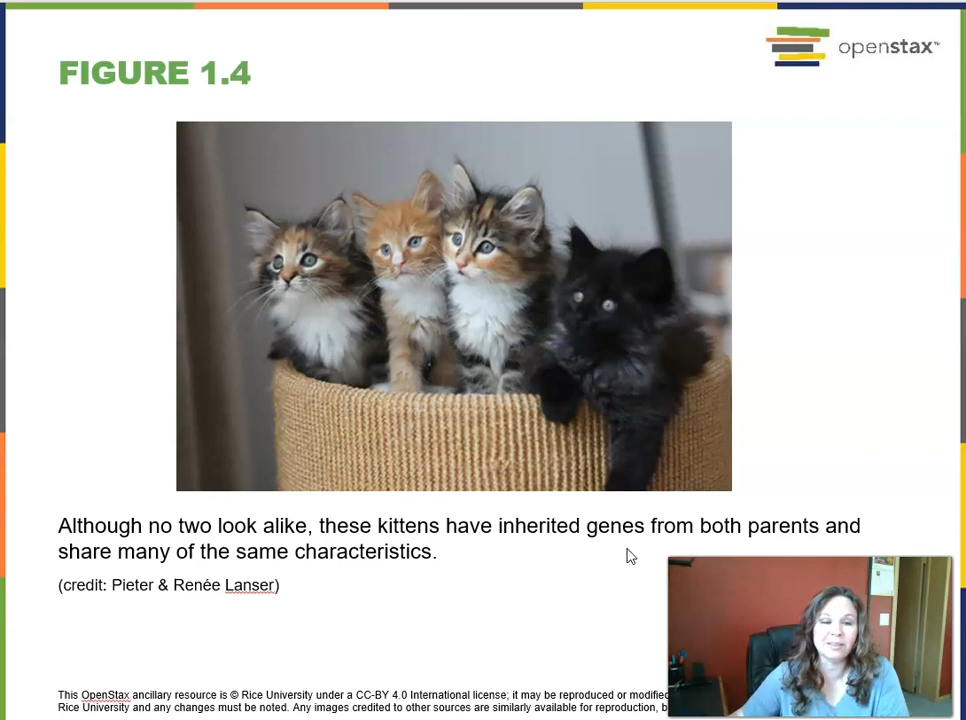 openstax™
FIGURE 1.4
Although no two look alike, these kittens have inherited genes from both parents and
share many of the same characteristics.
(credit: Pieter & Renée Lanser)
This OpenStax ancillary resource is © Rice University under a CC-BY 4.0 International license; it may be reproduced or modified
Rice University and any changes must be noted. Any images credited to other sources are similarly available for reproduction,